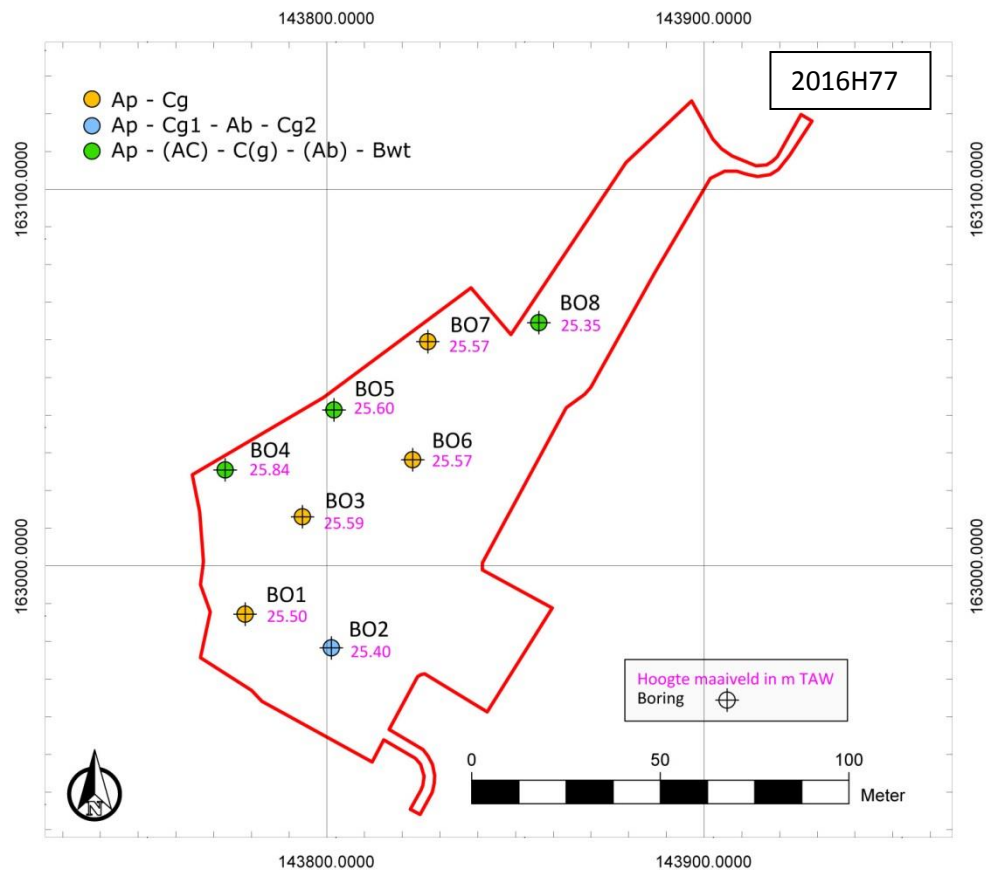 143800.0000 143900.0000
2016H77
Ap - Cg
Ap - Cg1 - Ab - Cg2
Ap - (AC) - C(g) - (Ab) - Bwt
163100.0000 163100.0000
BO8
25.35
BO7
25.57
BO5
25.60
BO6
25.57
BO4
25.84
BO3
25.59
163000.0000 163000.0000
BO1
25.50
BO2
25.40
Hoogte maaiveld in m TAW
Boring
0 50 100
Meter
N
143800.0000 143900.0000